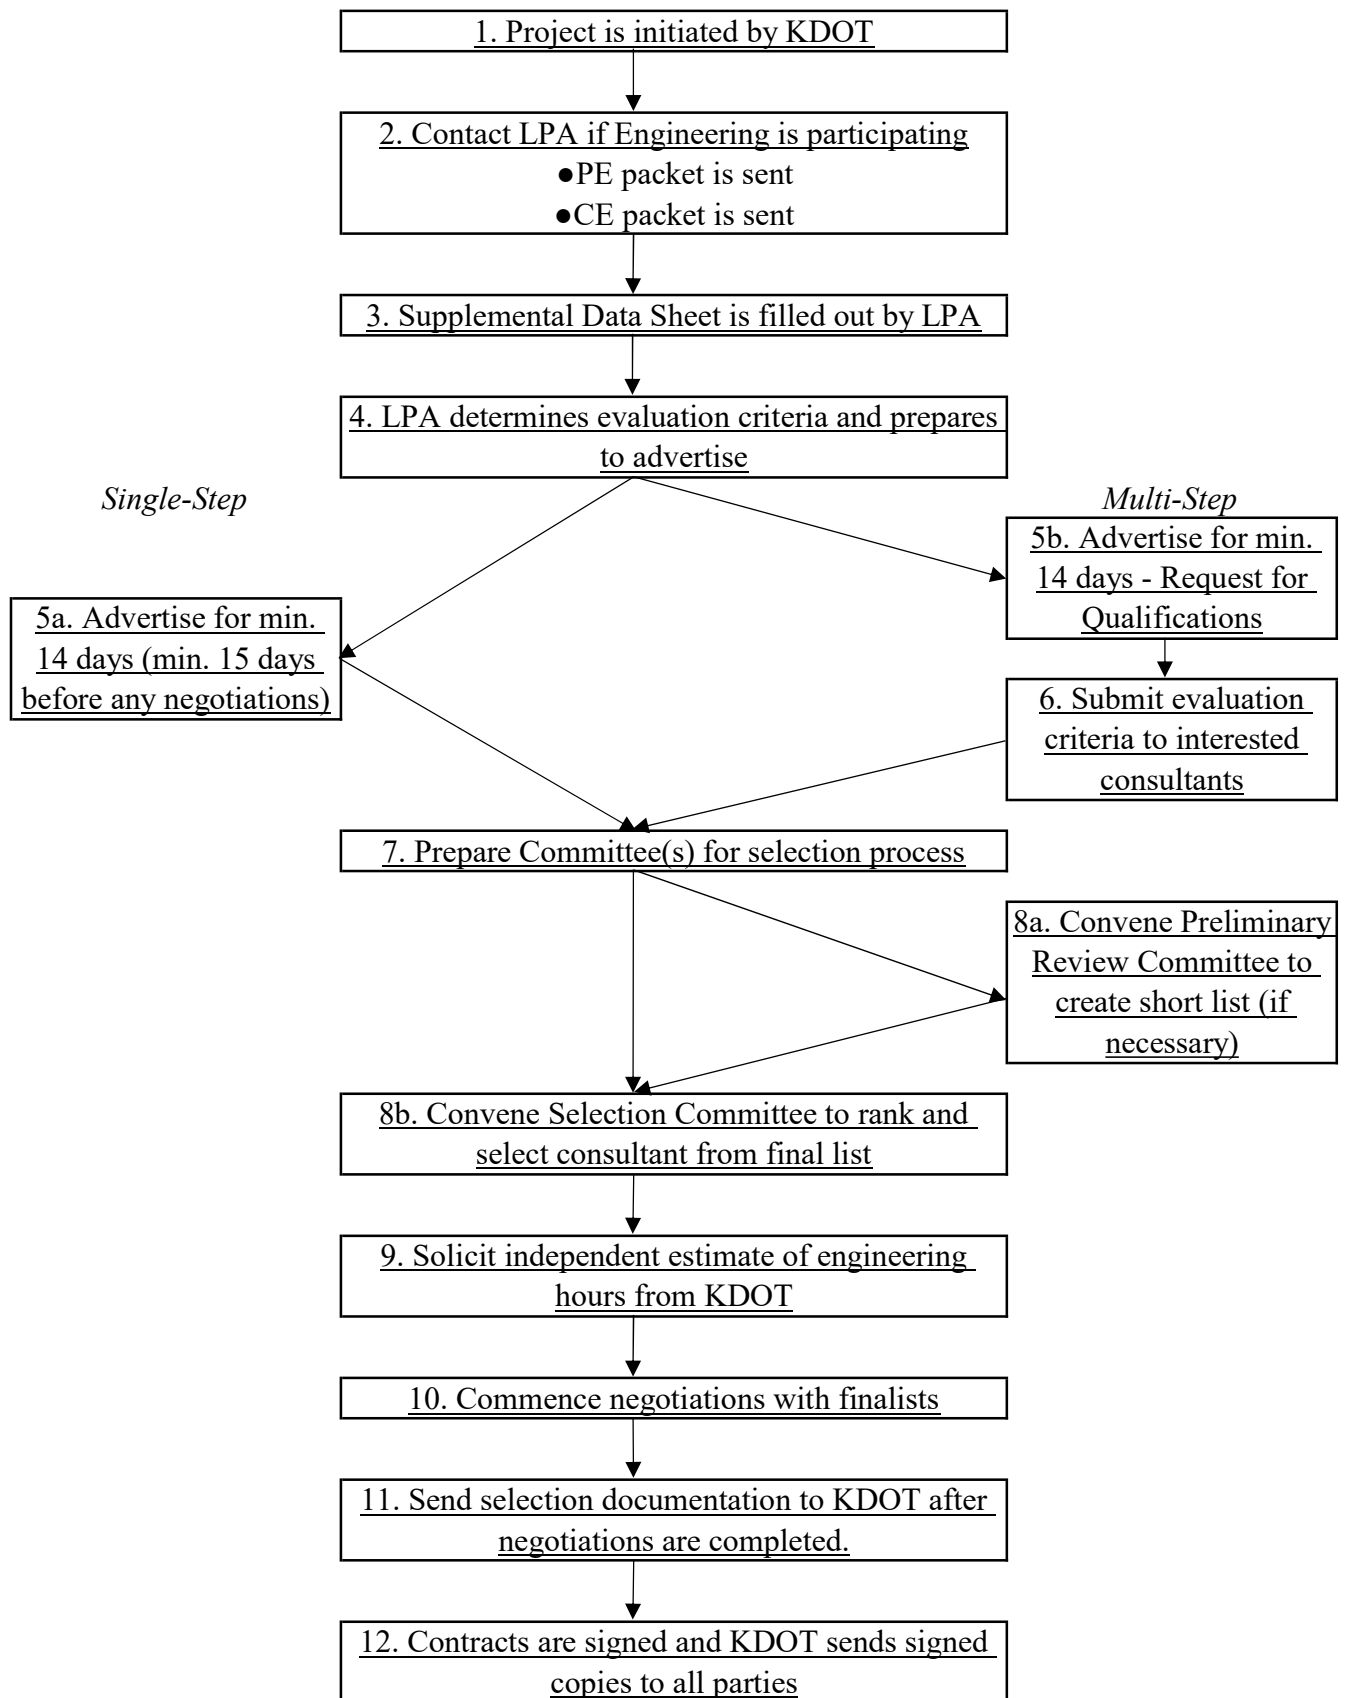 1. Project is initiated by KDOT
2. Contact LPA if Engineering is participating
●PE packet is sent
●CE packet is sent
3. Supplemental Data Sheet is filled out by LPA
4. LPA determines evaluation criteria and prepares
to advertise
Single-Step
Multi-Step
5b. Advertise for min.
14 days - Request for
Qualifications
5a. Advertise for min.
14 days (min. 15 days
before any negotiations)
6. Submit evaluation
criteria to interested
consultants
7. Prepare Committee(s) for selection process
8a. Convene Preliminary
Review Committee to
create short list (if
necessary)
8b. Convene Selection Committee to rank and
select consultant from final list
9. Solicit independent estimate of engineering
hours from KDOT
10. Commence negotiations with finalists
11. Send selection documentation to KDOT after
negotiations are completed.
12. Contracts are signed and KDOT sends signed
copies to all parties